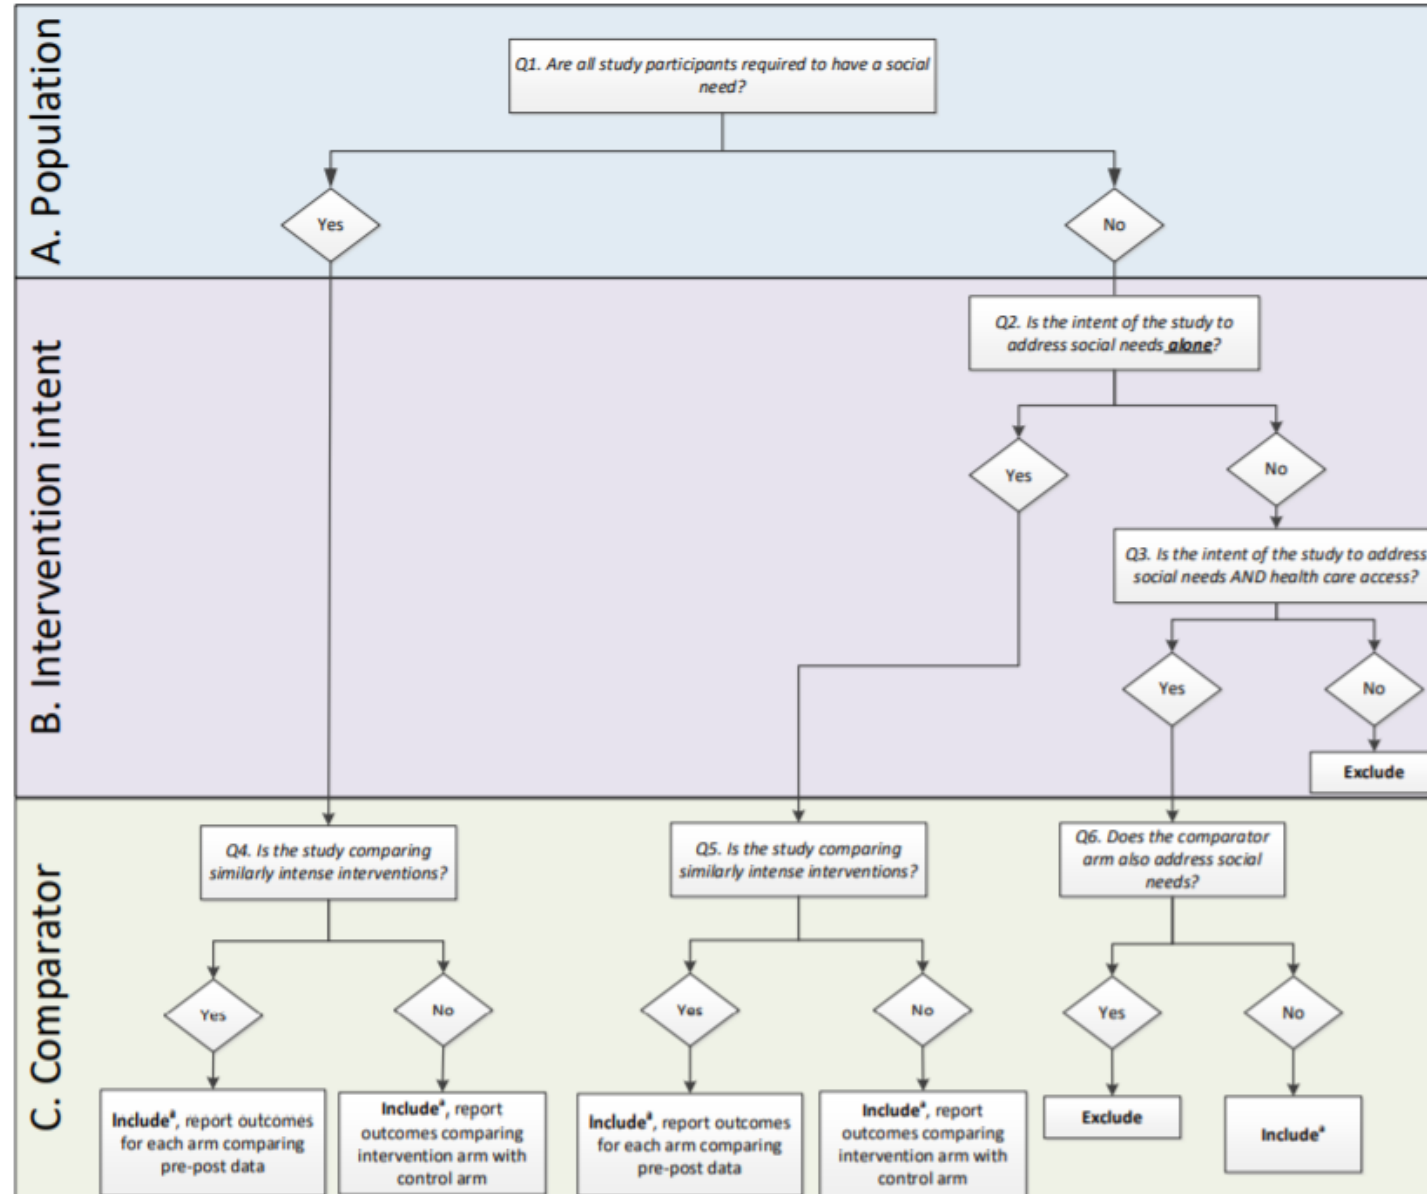 A. Population
Q1. Are all study participants required to have a social
need?
Yes
No
B. Intervention intent
Q2. Is the intent of the study to
address social needs alone?
Yes
No
Q3. Is the intent of the study to address
social needs AND health care access?
Yes
No
Exclude
C. Comparator
Q4. Is the study comparing
similarly intense interventions?
Q5. Is the study comparing
similarly intense interventions?
Q6. Does the comparator
arm also address social
needs?
Yes
No
Yes
No
Yes
No
Includeª, report outcomes
for each arm comparing
pre-post data
Includeª, report
outcomes comparing
intervention arm with
control arm
Includeª, report outcomes
for each arm comparing
pre-post data
Includeª, report
outcomes comparing
intervention arm with
control arm
Exclude
Includeª